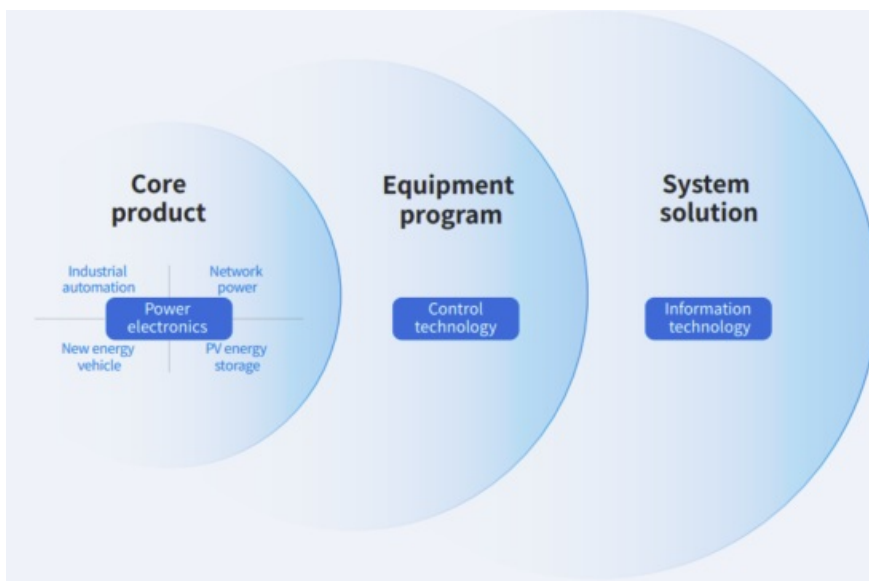 Core
product
Industrial
automation
Network
power
Power
electronics
New energy
vehicle
PV energy
storage
Equipment
program
Control
technology
System
solution
Information
technology